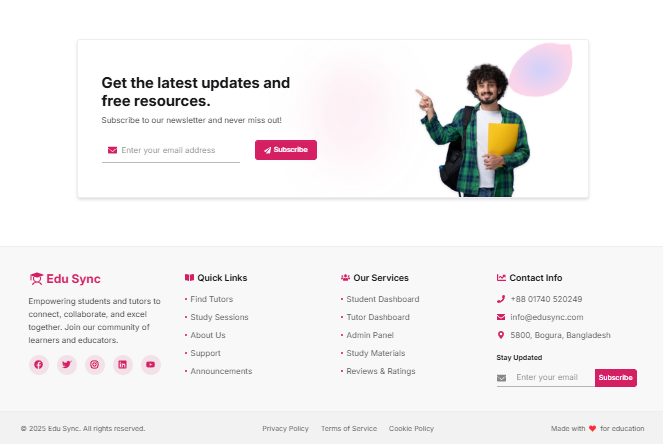 Get the latest updates and
free resources.
Subscribe to our newsletter and never miss out!
Enter your email address
Subscribe
Edu Sync
Empowering students and tutors to
connect, collaborate, and excel
together. Join our community of
learners and educators.
Quick Links
Find Tutors
Study Sessions
About Us
Support
Announcements
Our Services
Student Dashboard
Tutor Dashboard
Admin Panel
Study Materials
Reviews & Ratings
Contact Info
+88 01740 520249
info@edusync.com
5800, Bogura, Bangladesh
Stay Updated
Enter your email
Subscribe
© 2025 Edu Sync. All rights reserved.
Privacy Policy Terms of Service Cookie Policy
Made with ❤ for education